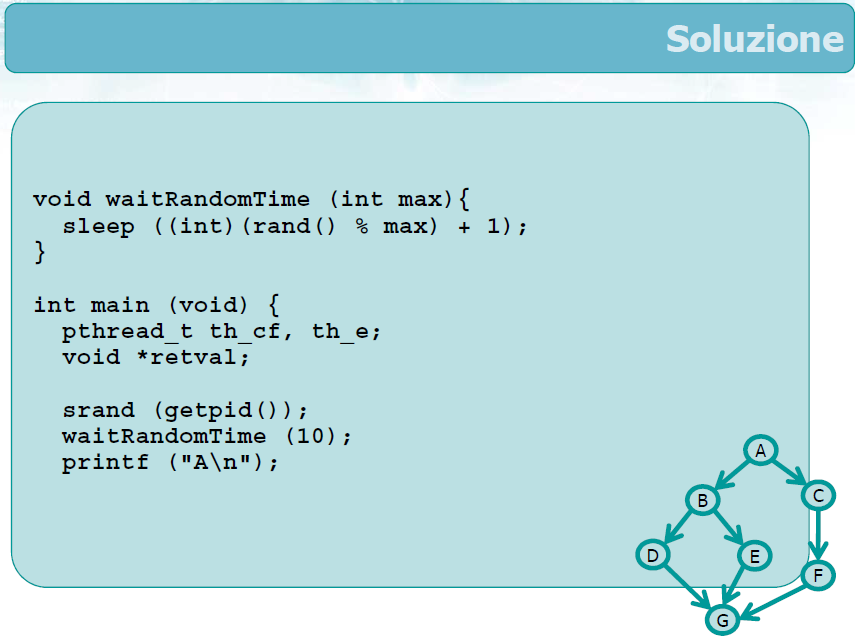 Soluzione
void waitRandomTime (int max){
  sleep ((int)(rand() % max) + 1);
}
int main (void) {
  pthread_t th_cf, th_e;
  void *retval;
  srand (getpid());
  waitRandomTime (10);
  printf ("A\n");
A
B
C
D
E
F
G